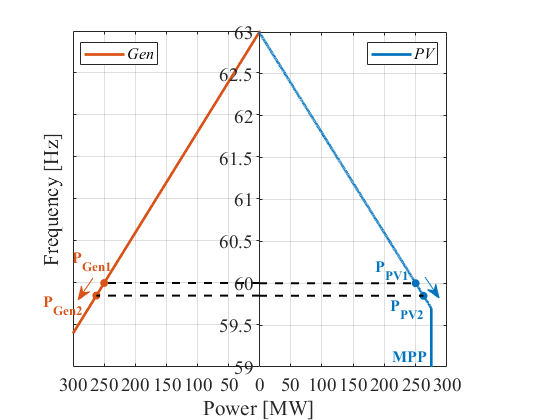 Gen
PV
63
62.5
62
61.5
61
60.5
60
59.5
59
Frequency [Hz]
P_Gen1
P_Gen2
P_PV1
P_PV2
MPP
300 250 200 150 100 50 0 50 100 150 200 250 300
Power [MW]